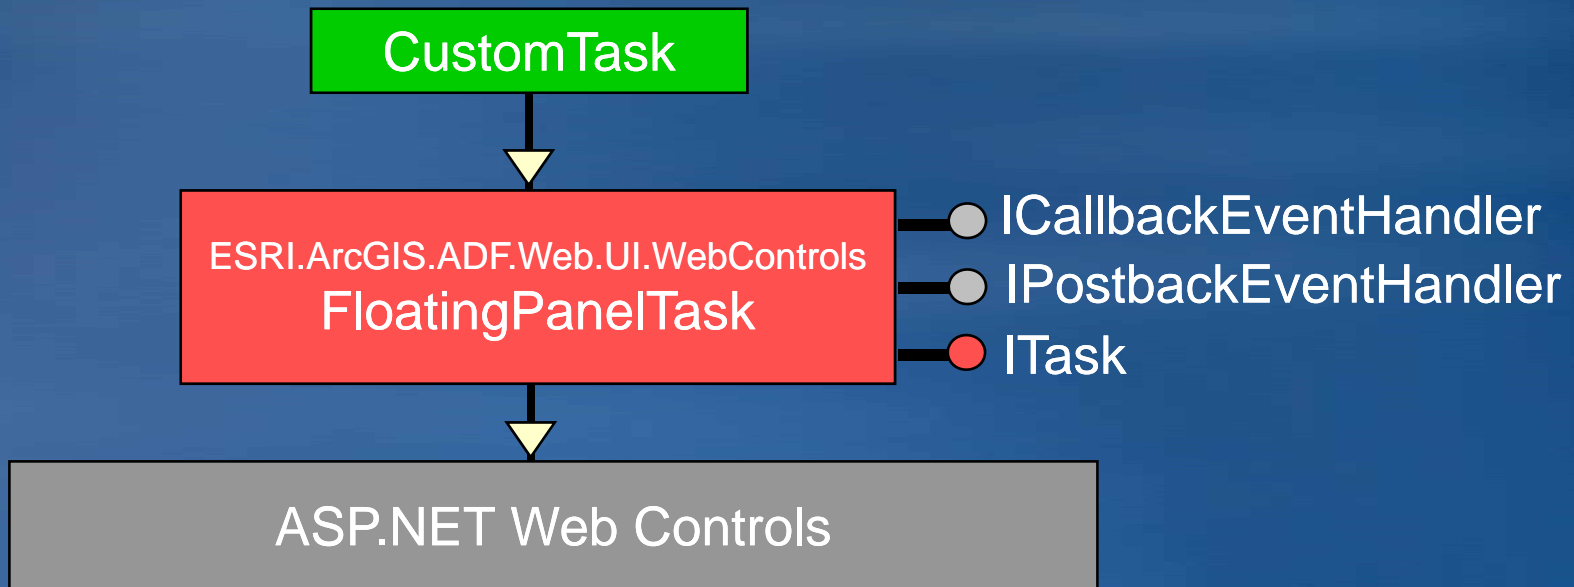 CustomTask
ESRI.ArcGIS.ADF.Web.UI.WebControls
FloatingPanelTask
ICallbackEventHandler
IPostbackEventHandler
ITask
ASP.NET Web Controls